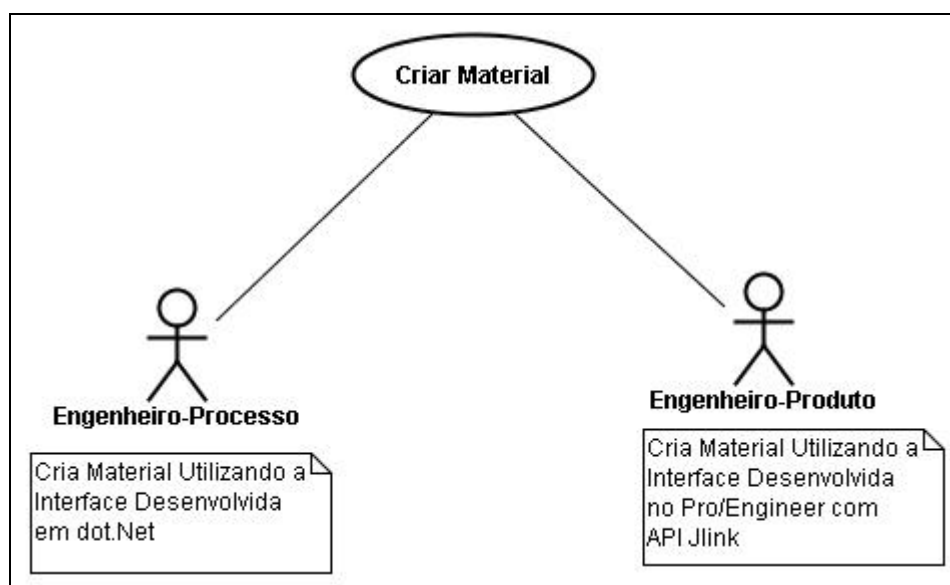 Criar Material
Engenheiro-Processo
Cria Material Utilizando a
Interface Desenvolvida
em dot.Net
Engenheiro-Produto
Cria Material Utilizando a
Interface Desenvolvida
no Pro/Engineer com
API Jlink